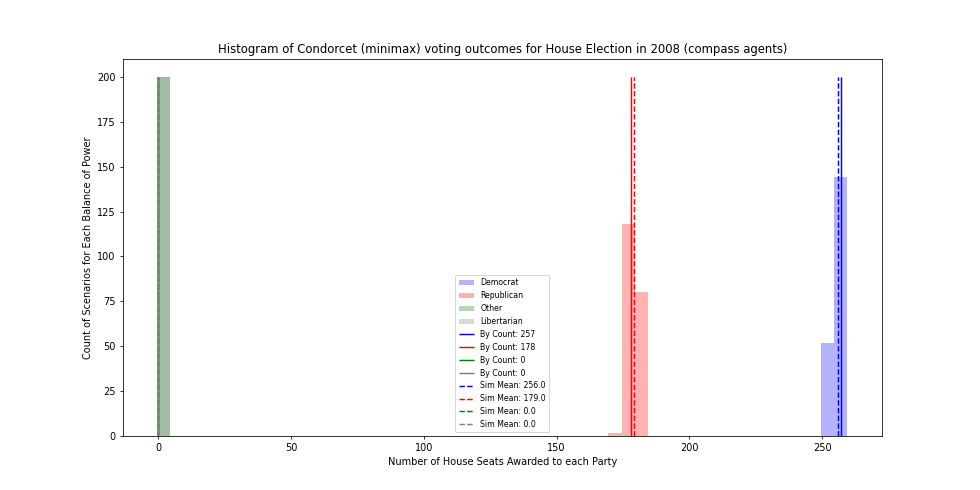 Histogram of Condorcet (minimax) voting outcomes for House Election in 2008 (compass agents)
Count of Scenarios for Each Balance of Power
200
175
150
125
100
75
50
25
0
Democrat
Republican
Other
Libertarian
By Count: 257
By Count: 178
By Count: 0
By Count: 0
Sim Mean: 256.0
Sim Mean: 179.0
Sim Mean: 0.0
Sim Mean: 0.0
0
50
100
150
200
250
Number of House Seats Awarded to each Party